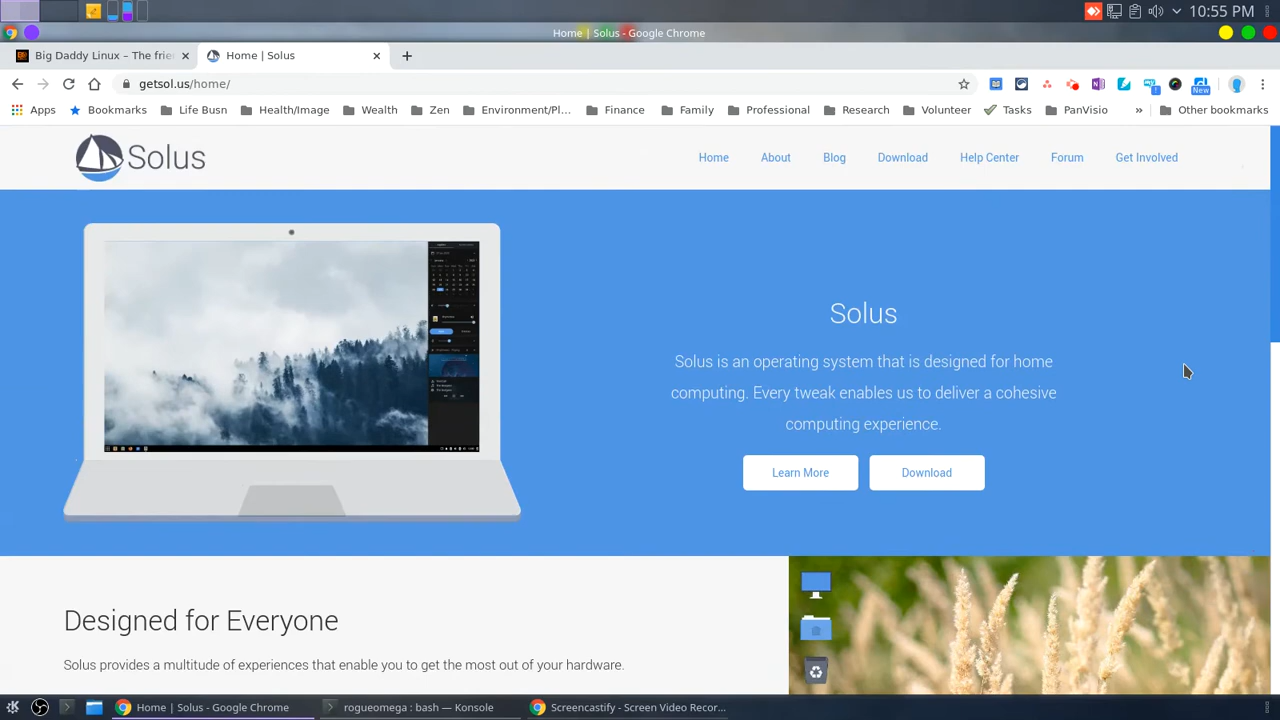 10:55 PM
Home | Solus - Google Chrome
Big Daddy Linux – The frie
Home | Solus
getsol.us/home/
New
Apps
Bookmarks
Life Busn
Health/Image
Wealth
Zen
Environment/Pl...
Finance
Family
Professional
Research
Volunteer
Tasks
PanVisio
»
Other bookmarks
Solus
Home
About
Blog
Download
Help Center
Forum
Get Involved
Solus
Solus is an operating system that is designed for home
computing. Every tweak enables us to deliver a cohesive
computing experience.
Learn More
Download
Designed for Everyone
Solus provides a multitude of experiences that enable you to get the most out of your hardware.
Home | Solus - Google Chrome
rogueomega : bash — Konsole
Screencastify - Screen Video Recor...